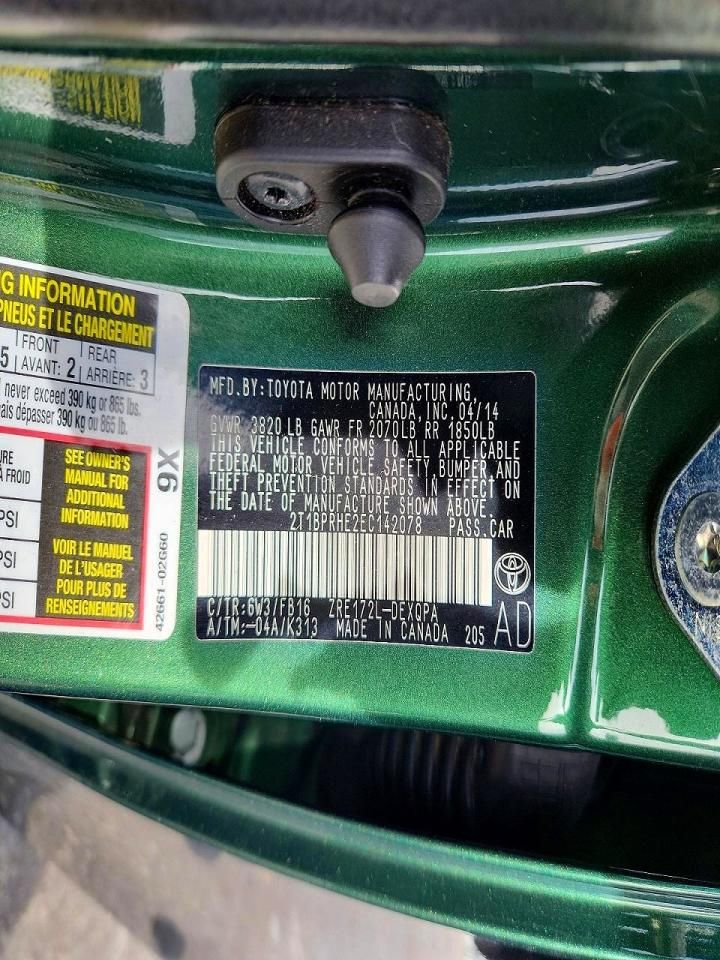 G INFORMATION
PNEUS ET LE CHARGEMENT
5 FRONT AVANT: 2 REAR ARRIÈRE: 3
never exceed 390 kg or 865 lbs.
ais dépasser 390 kg ou 865 lb.
URE
À FROID
PSI
PSI
PSI
SEE OWNER'S
MANUAL FOR
ADDITIONAL
INFORMATION
VOIR LE MANUEL
DE L'USAGER
POUR PLUS DE
RENSEIGNEMENTS
9X
42661-02G60
MFD.BY:TOYOTA MOTOR MANUFACTURING,
CANADA, INC. 04/14
GVWR 3820 LB GAWR FR 2070LB RR 1850LB
THIS VEHICLE CONFORMS TO ALL APPLICABLE
FEDERAL MOTOR VEHICLE SAFETY,BUMPER,AND
THEFT PREVENTION STANDARDS IN EFFECT ON
THE DATE OF MANUFACTURE SHOWN ABOVE.
2T1BPRHE2EC142078 PASS.CAR
C/TR:6W3/FB16 ZRE172L-DEXQPA
A/TM:-04A/K313 MADE IN CANADA 205 AD